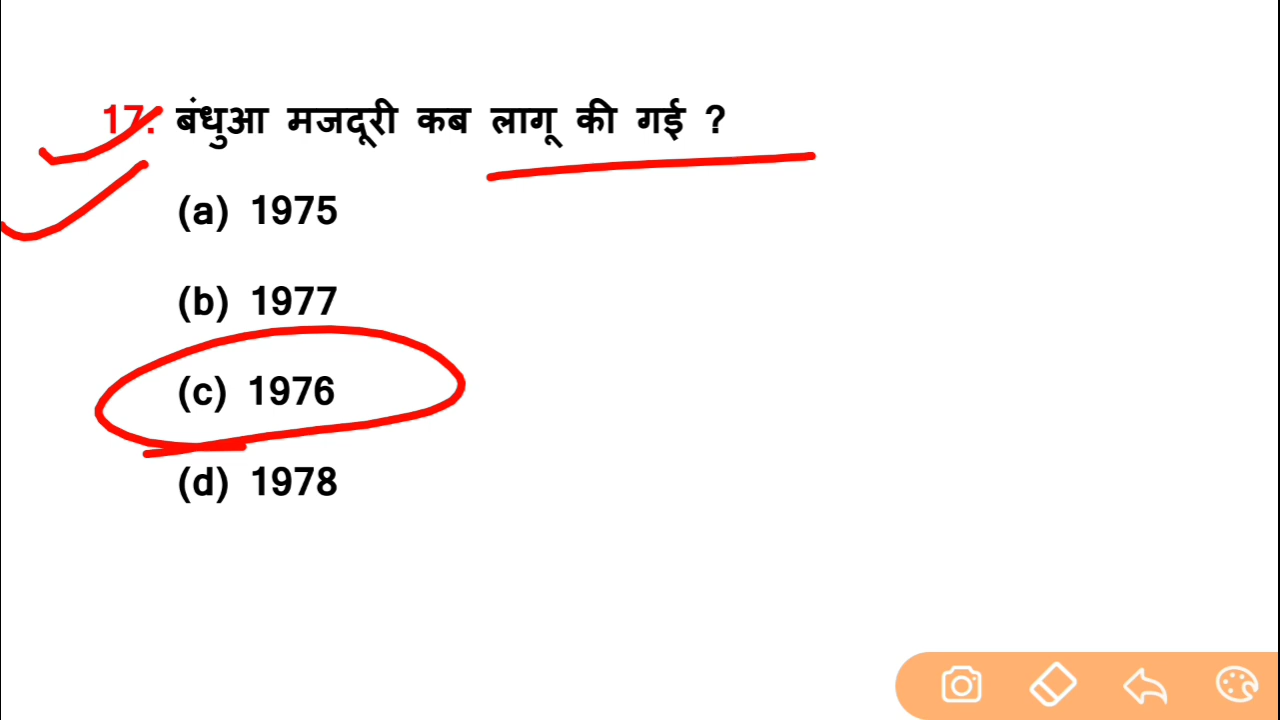 17. बंधुआ मजदूरी कब लागू की गई ?
(a) 1975
(b) 1977
(c) 1976
(d) 1978